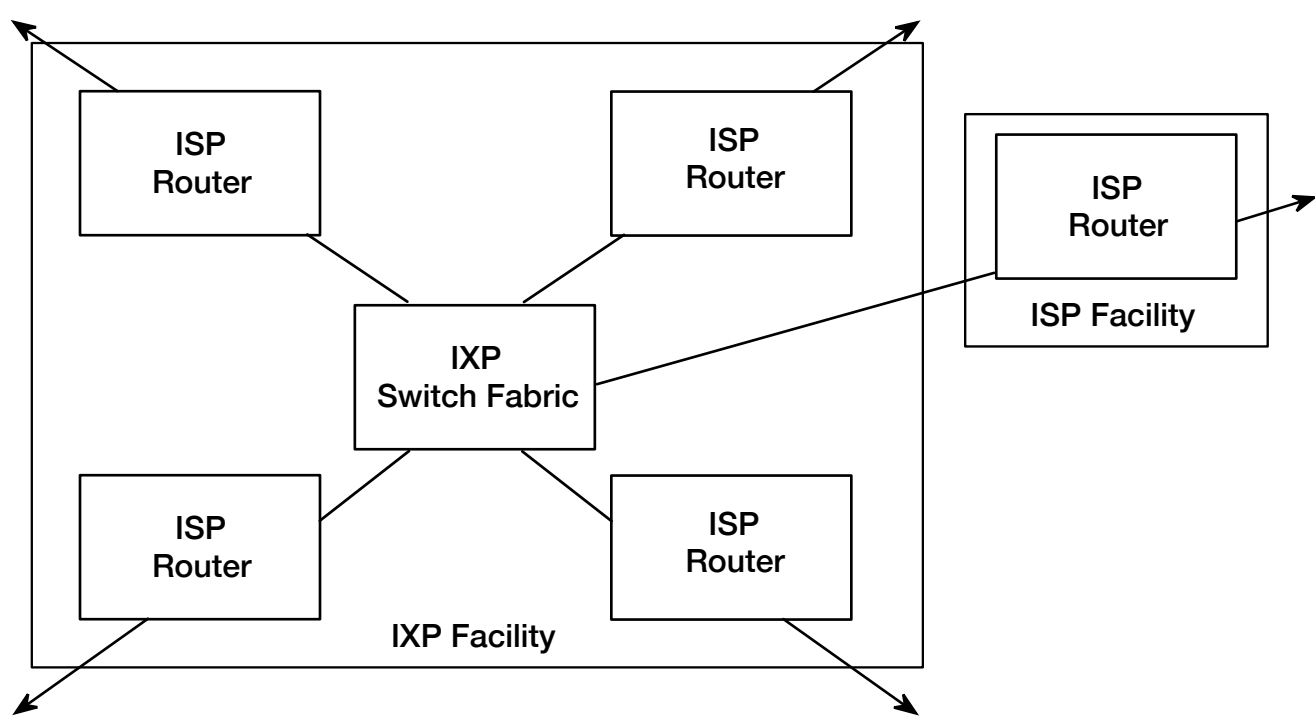 ISP
Router
ISP
Router
ISP
Router
ISP Facility
IXP
Switch Fabric
ISP
Router
ISP
Router
IXP Facility